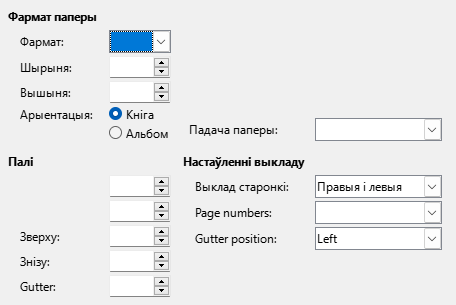 Фармат паперы
Фармат:
Шырыня:
Вышыня:
Арыентацыя:
Кніга
Альбом
Падача паперы:
Палі
Настаўленні выкладу
Выклад старонкі:
Правыя і левыя
Page numbers:
Зверху:
Gutter position:
Left
Знізу:
Gutter: